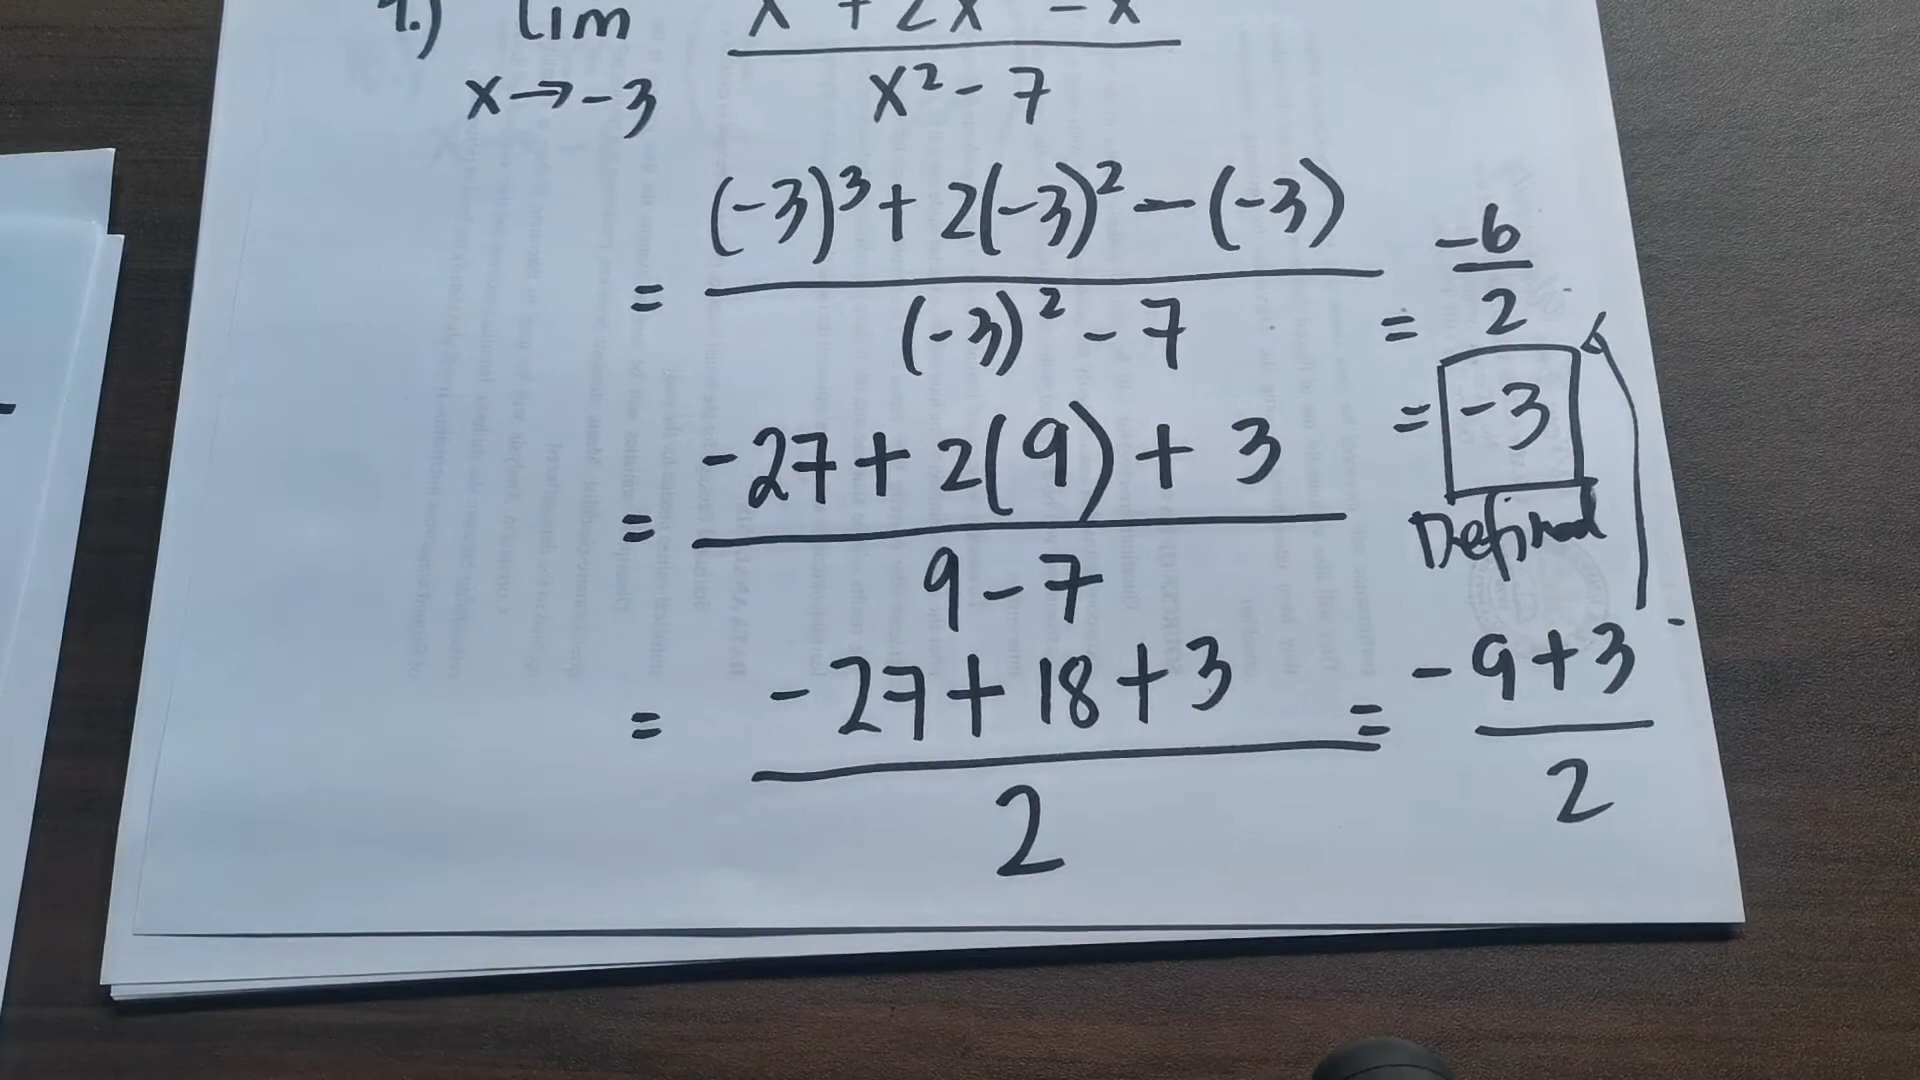 lim x + 2x - x
x → -3 x² - 7
= (-3)³ + 2(-3)² - (-3) / (-3)² - 7 = -6 / 2
= -3
Defined
= -27 + 2(9) + 3 / 9 - 7
= -27 + 18 + 3 / 2 = -9 + 3 / 2